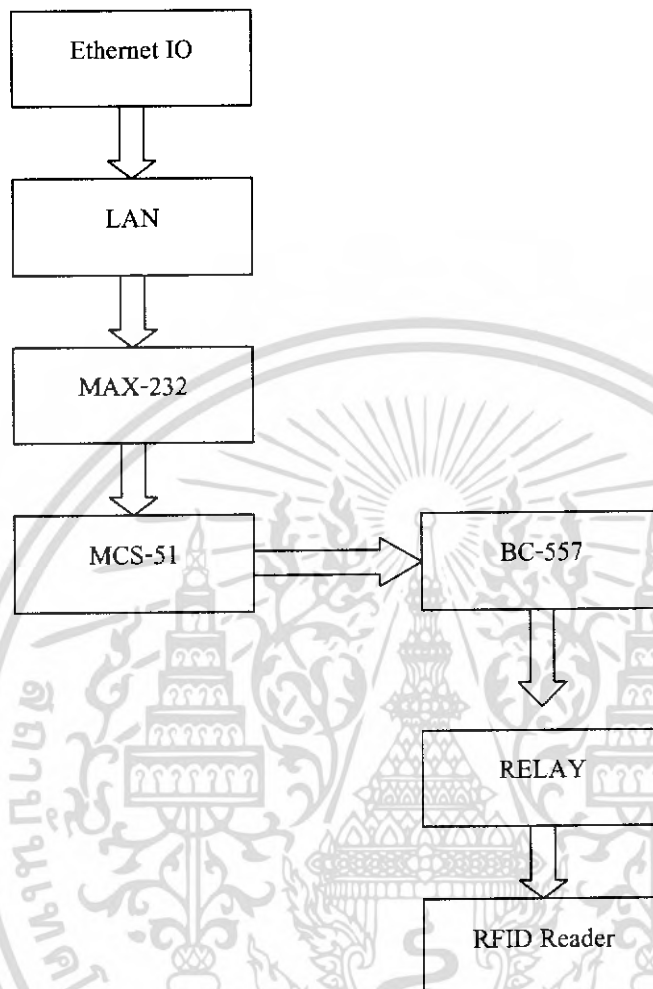 Ethernet IO
LAN
MAX-232
MCS-51
BC-557
RELAY
RFID Reader